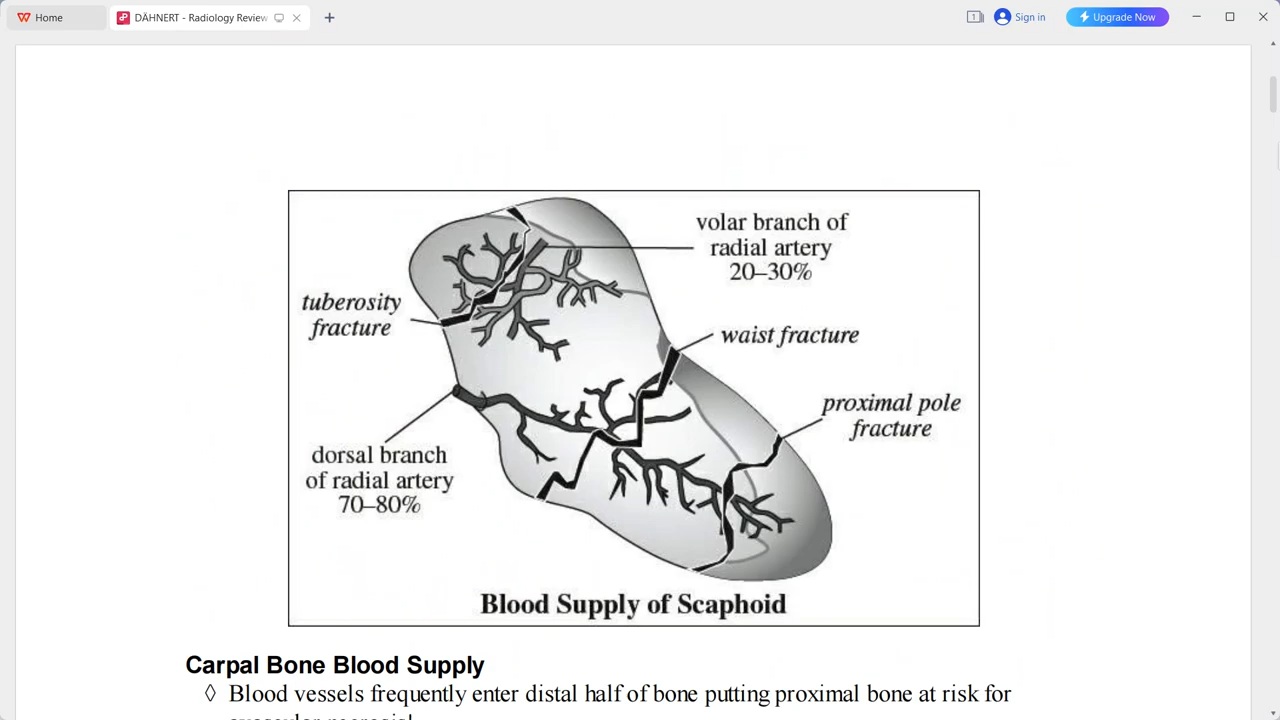 Home
DÄHNERT - Radiology Review
1
Sign in
Upgrade Now
volar branch of
radial artery
20–30%
tuberosity
fracture
waist fracture
proximal pole
fracture
dorsal branch
of radial artery
70–80%
Blood Supply of Scaphoid
Carpal Bone Blood Supply
◊ Blood vessels frequently enter distal half of bone putting proximal bone at risk for